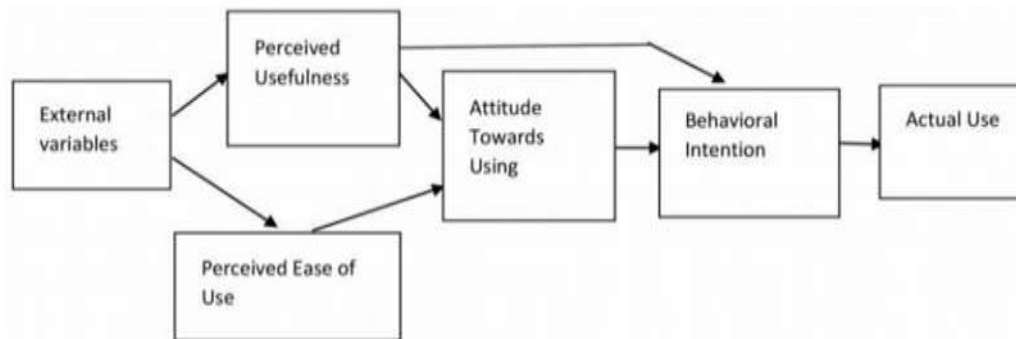 Perceived
Usefulness
External
variables
Attitude
Towards
Using
Behavioral
Intention
Actual Use
Perceived Ease of
Use